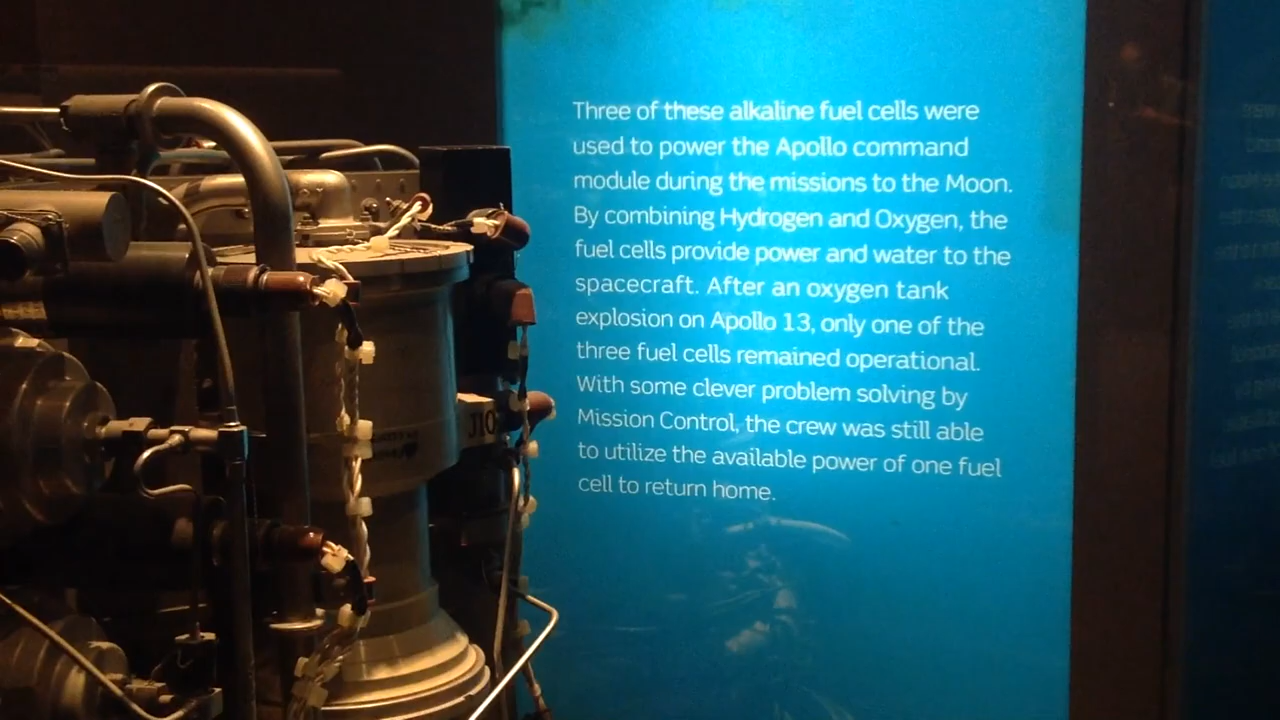 Three of these alkaline fuel cells were
used to power the Apollo command
module during the missions to the Moon.
By combining Hydrogen and Oxygen, the
fuel cells provide power and water to the
spacecraft. After an oxygen tank
explosion on Apollo 13, only one of the
three fuel cells remained operational.
With some clever problem solving by
Mission Control, the crew was still able
to utilize the available power of one fuel
cell to return home.
J10